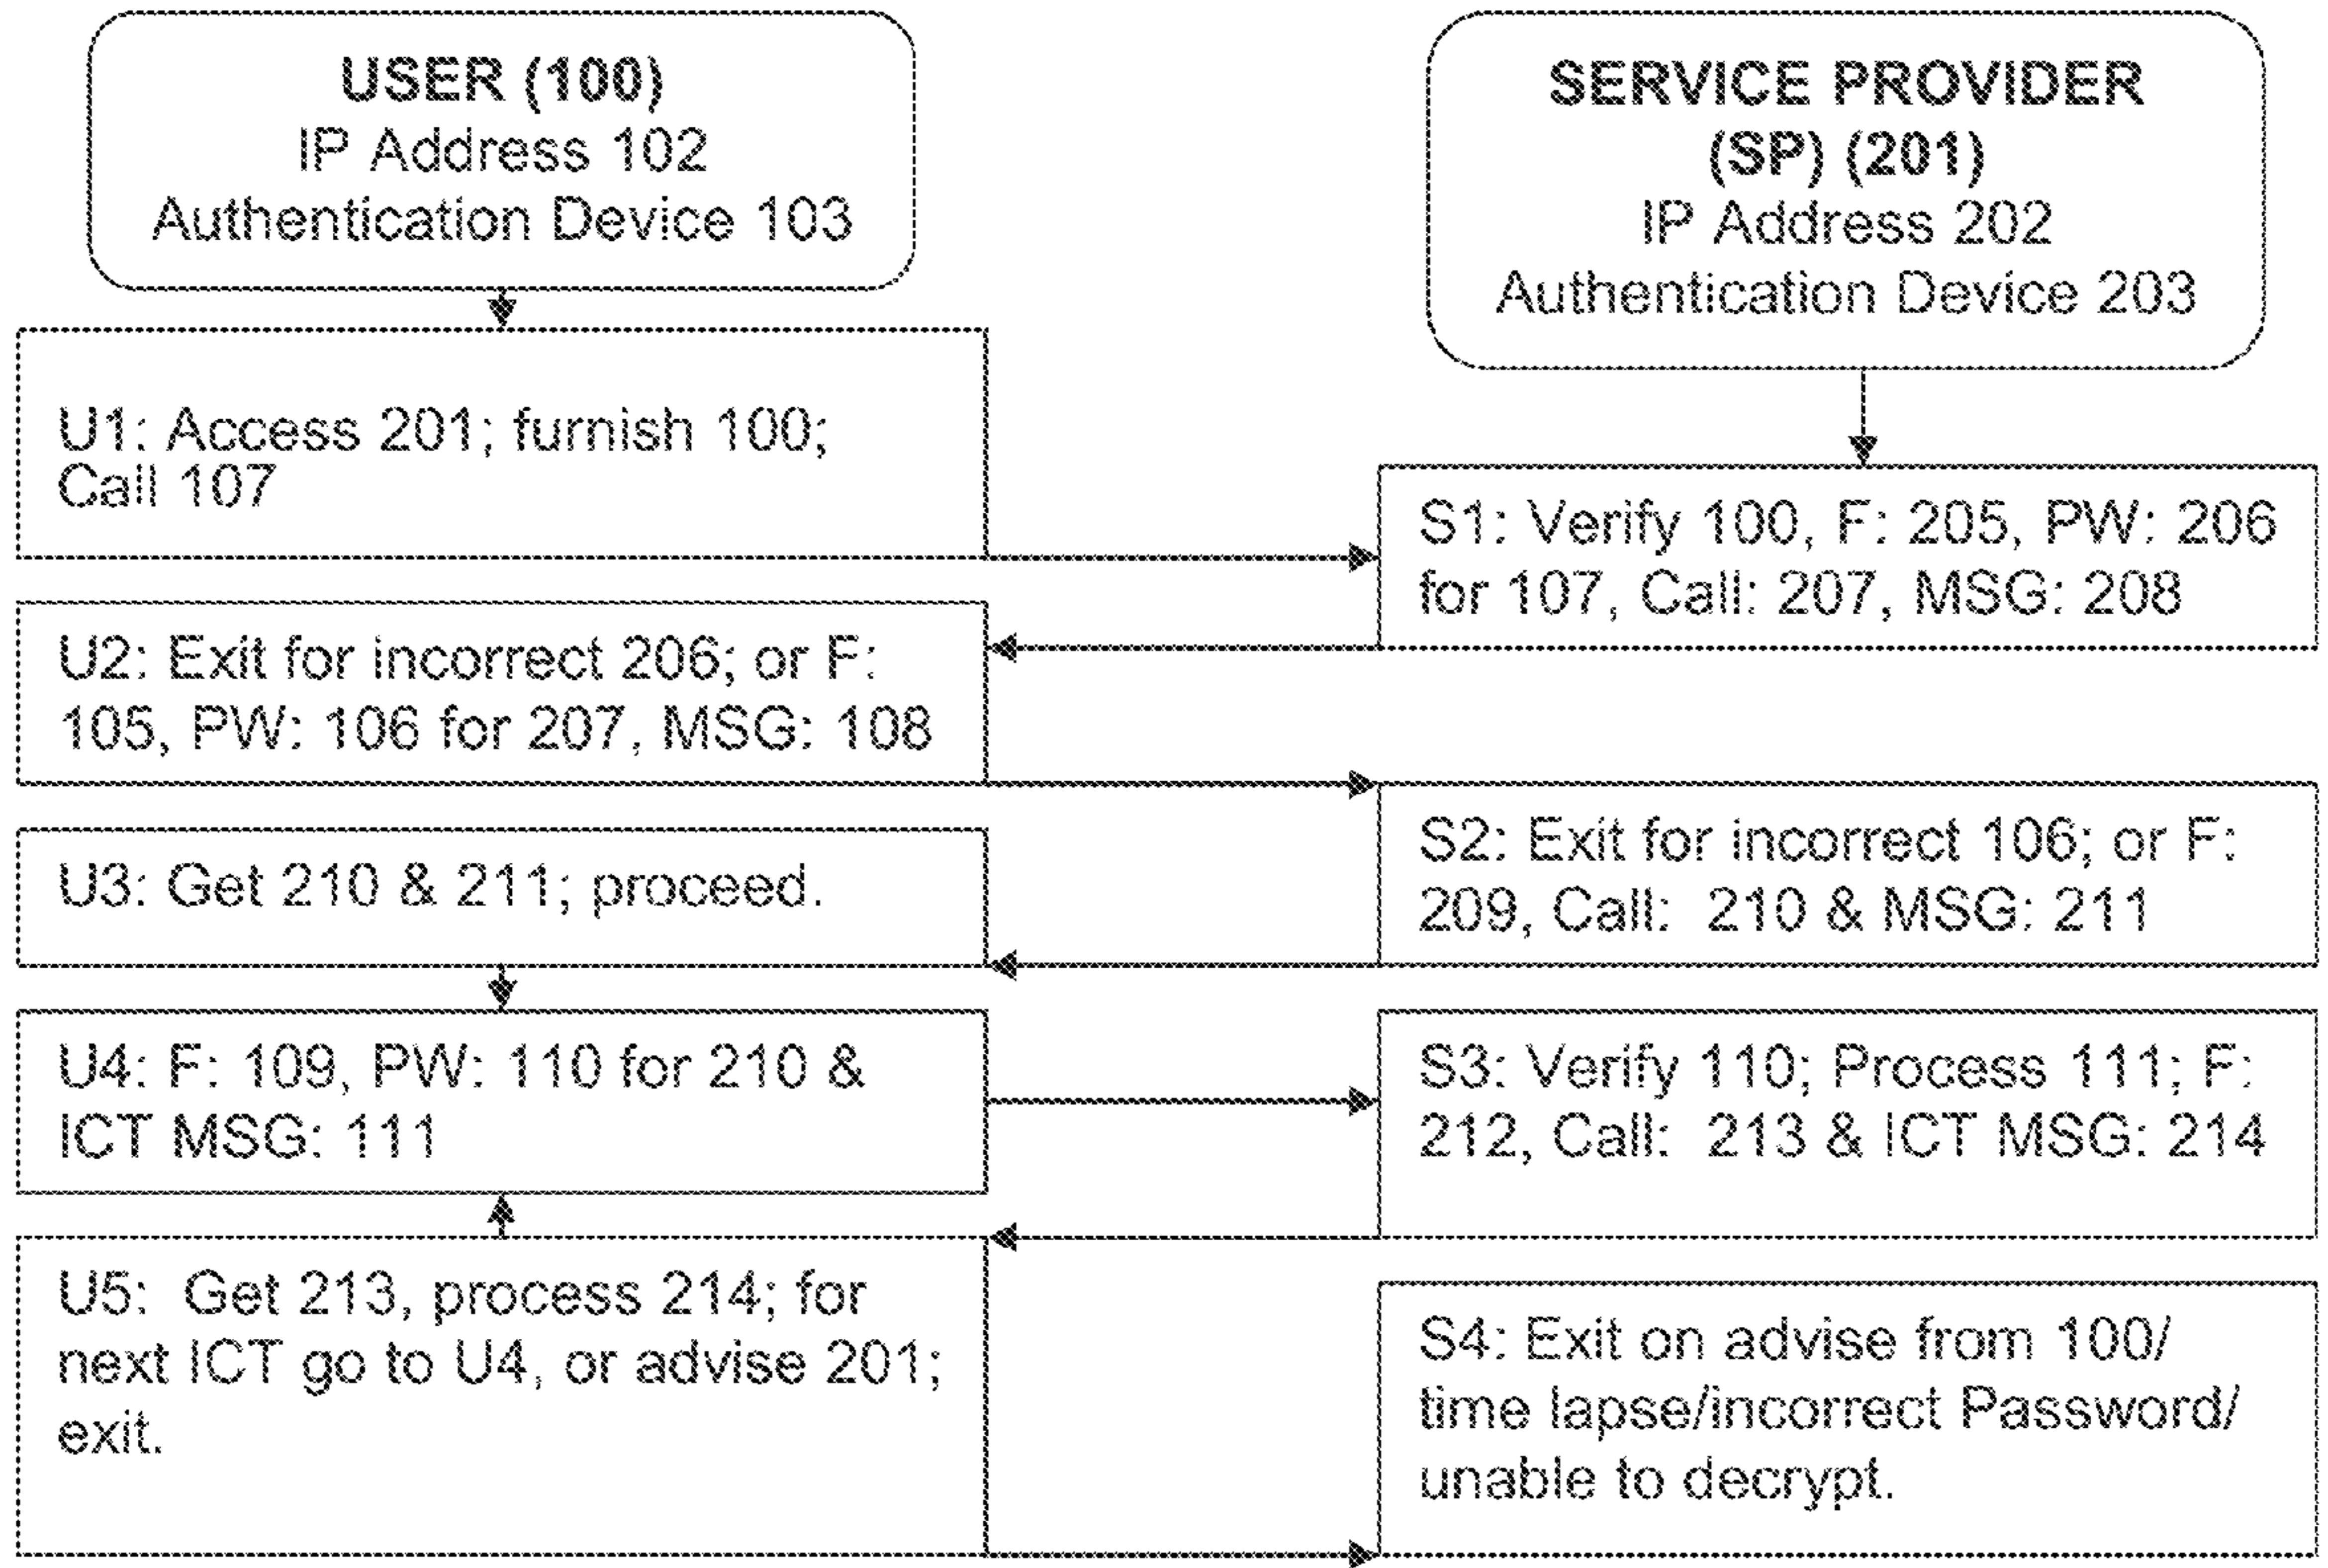 USER (100)
IP Address 102
Authentication Device 103
SERVICE PROVIDER
(SP) (201)
IP Address 202
Authentication Device 203
U1: Access 201; furnish 100;
Call 107
S1: Verify 100, F: 205, PW: 206
for 107, Call: 207, MSG: 208
U2: Exit for incorrect 206; or F:
105, PW: 106 for 207, MSG: 108
S2: Exit for incorrect 106; or F:
209, Call: 210 & MSG: 211
U3: Get 210 & 211; proceed.
U4: F: 109, PW: 110 for 210 &
ICT MSG: 111
S3: Verify 110; Process 111; F:
212, Call: 213 & ICT MSG: 214
U5: Get 213, process 214; for
next ICT go to U4, or advise 201;
exit.
S4: Exit on advise from 100/
time lapse/incorrect Password/
unable to decrypt.